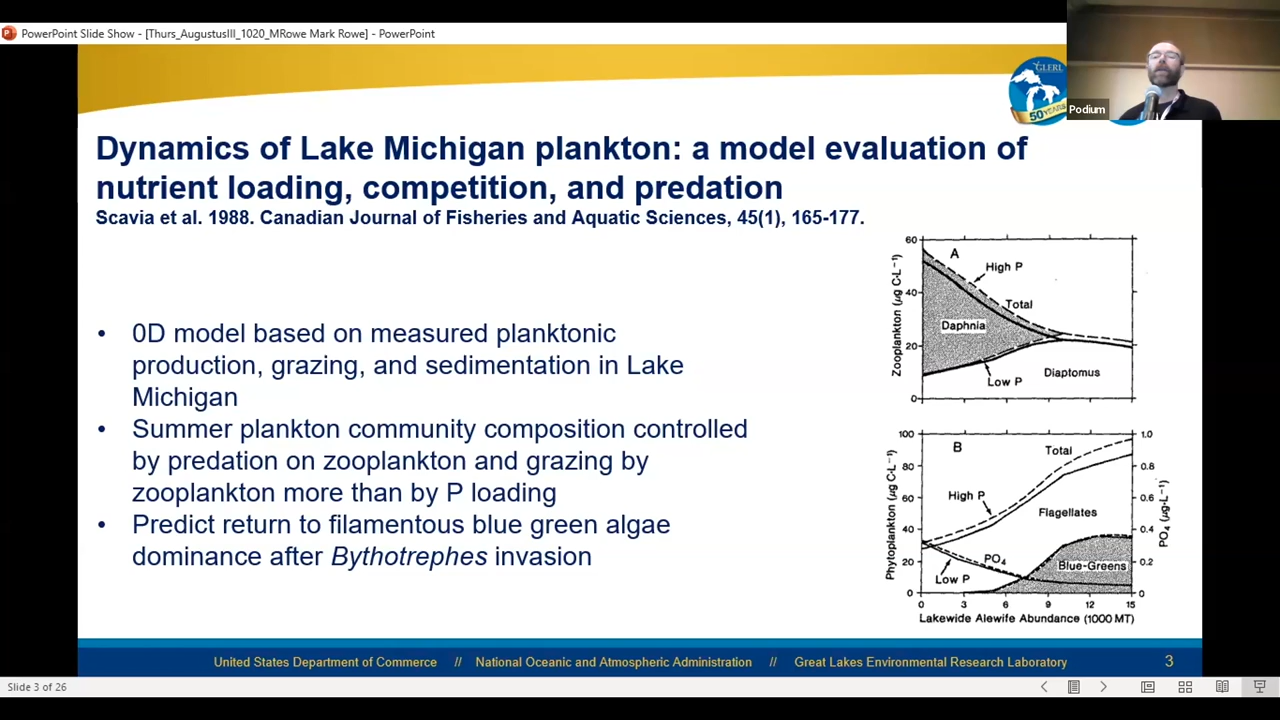 PowerPoint Slide Show - [Thurs_AugustusIII_1020_MRowe Mark Rowe] - PowerPoint
GLERL
50 YEARS
Podium
Dynamics of Lake Michigan plankton: a model evaluation of
nutrient loading, competition, and predation
Scavia et al. 1988. Canadian Journal of Fisheries and Aquatic Sciences, 45(1), 165-177.
• 0D model based on measured planktonic
production, grazing, and sedimentation in Lake
Michigan
• Summer plankton community composition controlled
by predation on zooplankton and grazing by
zooplankton more than by P loading
• Predict return to filamentous blue green algae
dominance after Bythotrephes invasion
Zooplankton (µg C·L⁻¹)
60
40
20
0
A
High P
Total
Daphnia
Low P
Diaptomus
Phytoplankton (µg C·L⁻¹)
100
80
60
40
20
0
B
Total
High P
Flagellates
PO₄
Low P
Blue-Greens
1.0
0.8
0.6
0.4
0.2
0
PO₄ (µg·L⁻¹)
0 3 6 9 12 15
Lakewide Alewife Abundance (1000 MT)
United States Department of Commerce // National Oceanic and Atmospheric Administration // Great Lakes Environmental Research Laboratory 3
Slide 3 of 26